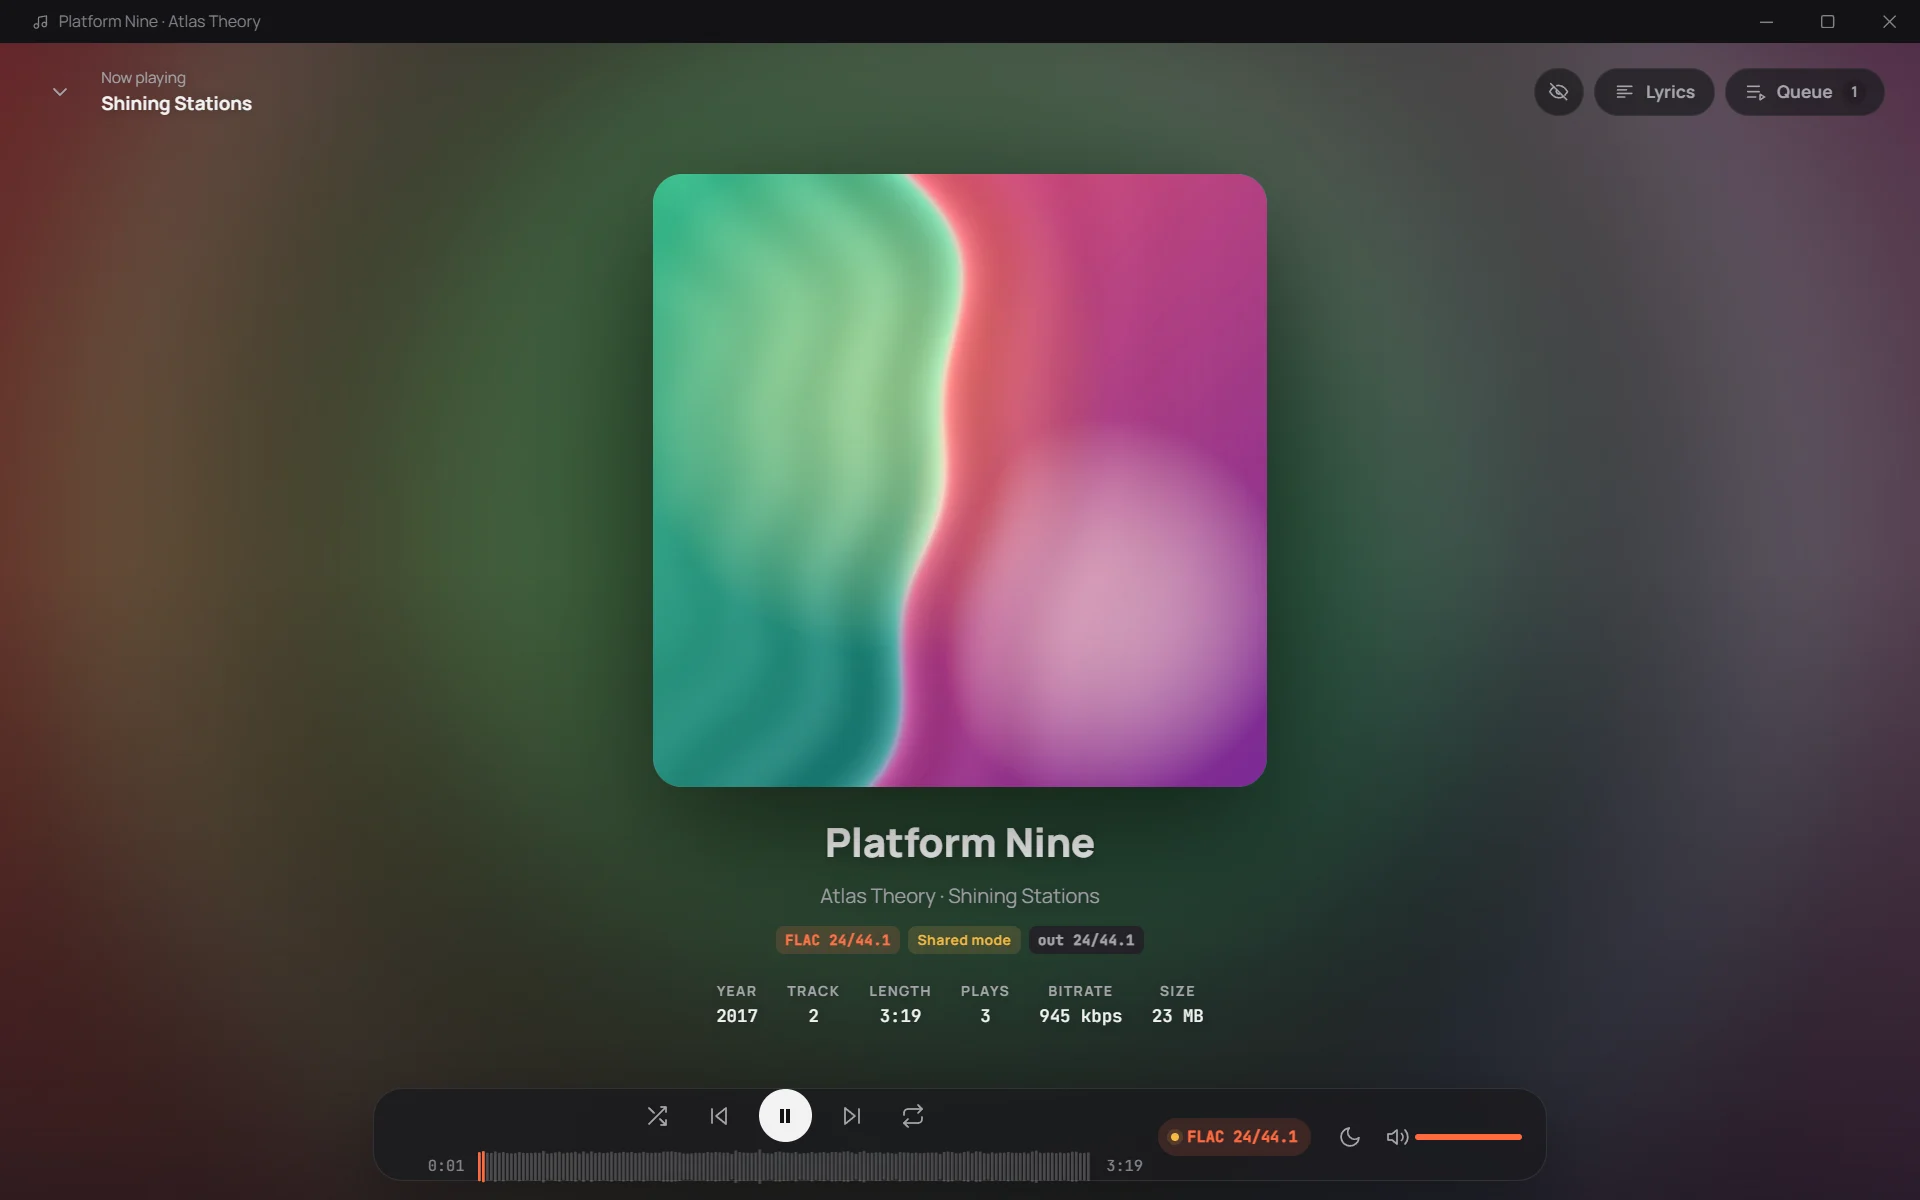 Platform Nine · Atlas Theory
Now playing
Shining Stations
Lyrics
Queue 1
Platform Nine
Atlas Theory · Shining Stations
FLAC 24/44.1 Shared mode out 24/44.1
YEAR TRACK LENGTH PLAYS BITRATE SIZE
2017 2 3:19 3 945 kbps 23 MB
0:01 3:19
FLAC 24/44.1